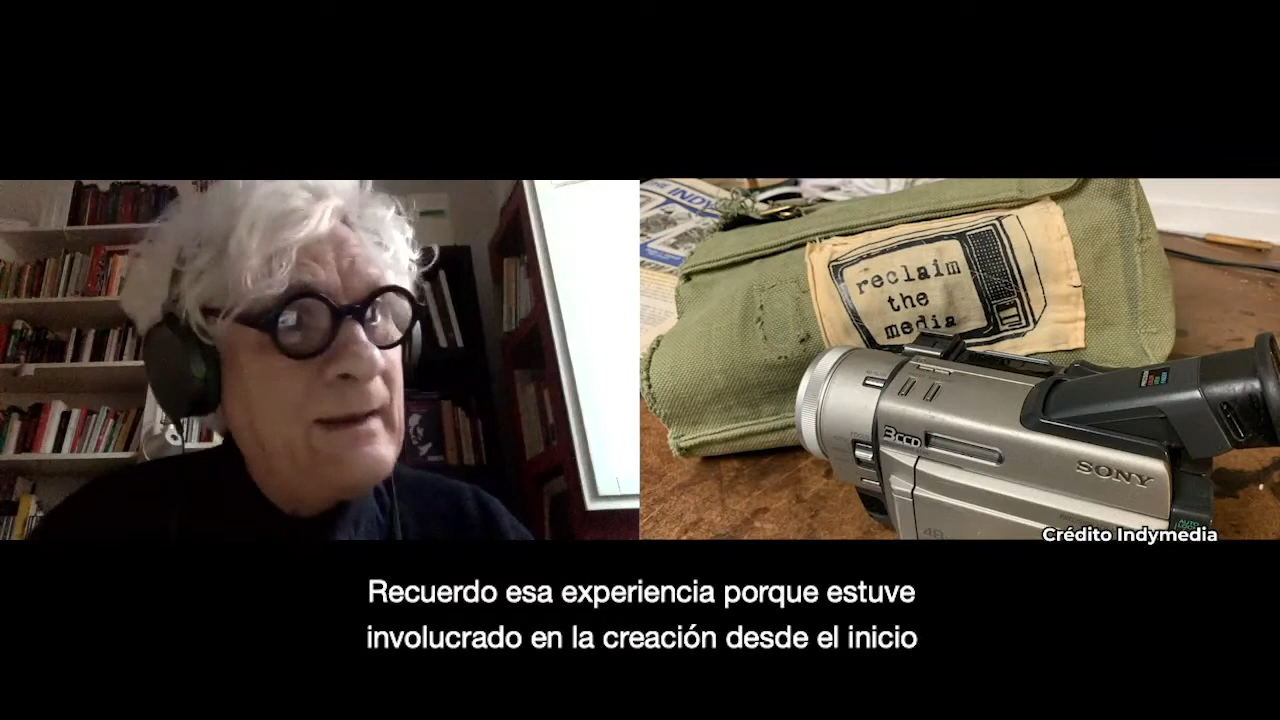 INDY
reclaim
the
media
3CCD
SONY
Crédito Indymedia
Recuerdo esa experiencia porque estuve
involucrado en la creación desde el inicio